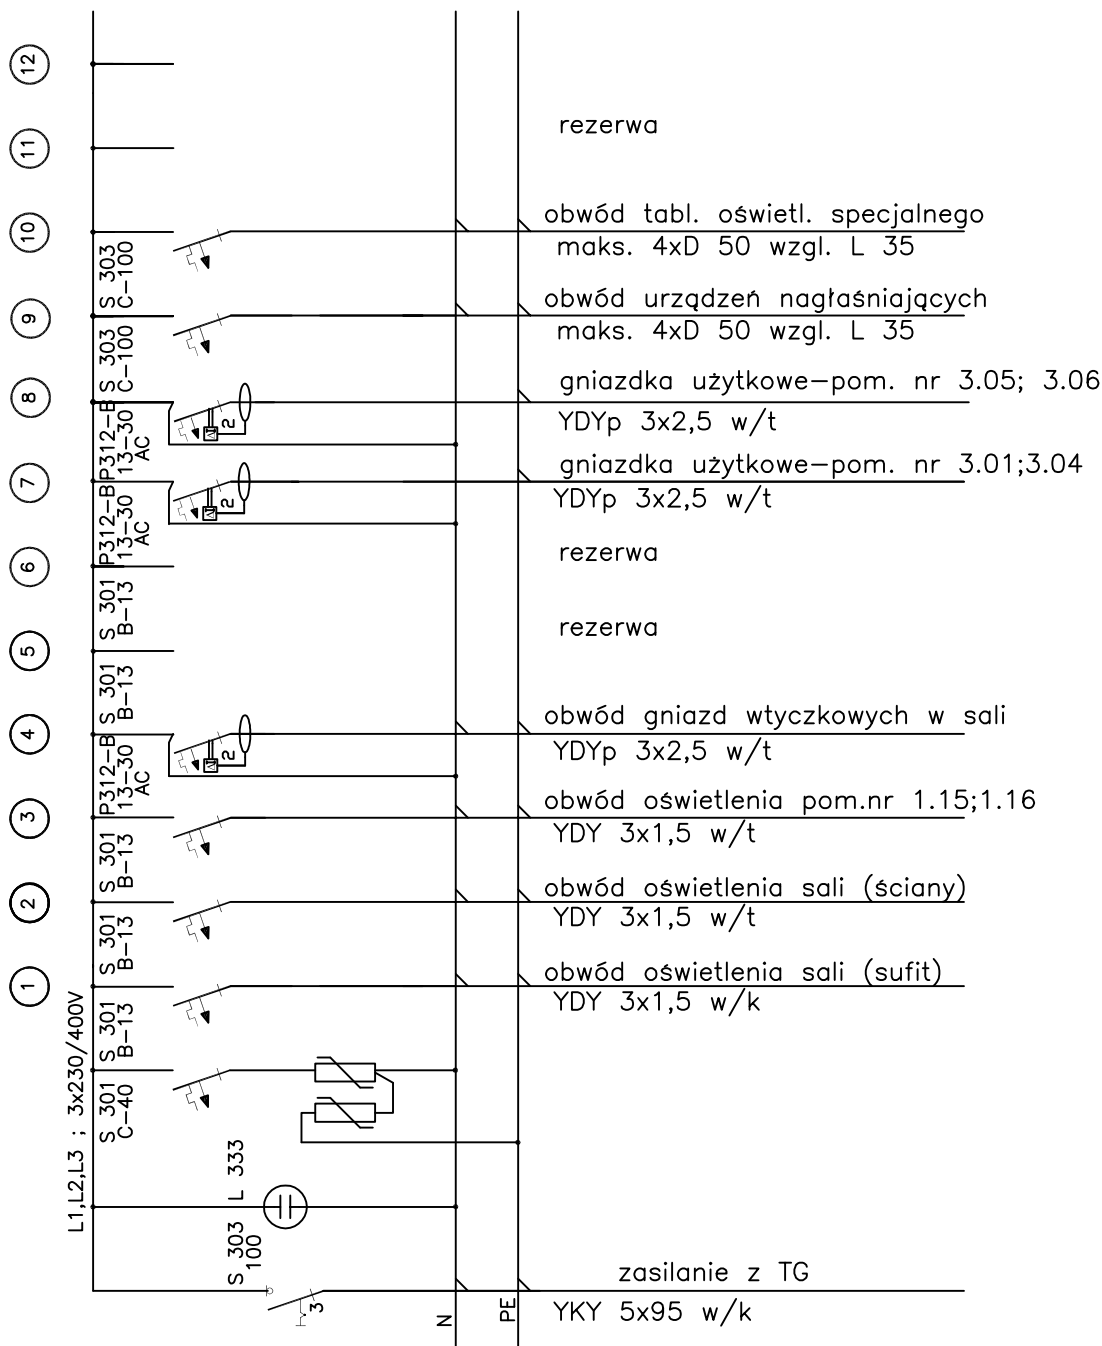 12
rezerwa
11
10
obwód tabl. oświetl. specjalnego
maks. 4xD 50 wzgl. L 35
S 303
C-100
9
obwód urządzeń nagłaśniających
maks. 4xD 50 wzgl. L 35
S 303
C-100
8
gniazdka użytkowe-pom. nr 3.05; 3.06
YDYp 3x2,5 w/t
P312-B
13-30
AC
2
7
gniazdka użytkowe-pom. nr 3.01;3.04
YDYp 3x2,5 w/t
P312-B
13-30
AC
2
6
rezerwa
S 301
B-13
5
rezerwa
S 301
B-13
4
obwód gniazd wtyczkowych w sali
YDYp 3x2,5 w/t
P312-B
13-30
AC
2
3
obwód oświetlenia pom.nr 1.15;1.16
YDY 3x1,5 w/t
S 301
B-13
2
obwód oświetlenia sali (ściany)
YDY 3x1,5 w/t
S 301
B-13
1
obwód oświetlenia sali (sufit)
YDY 3x1,5 w/k
S 301
B-13
L1,L2,L3 ; 3x230/400V
S 301
C-40
L 333
S 303
100
3
zasilanie z TG
YKY 5x95 w/k
N
PE